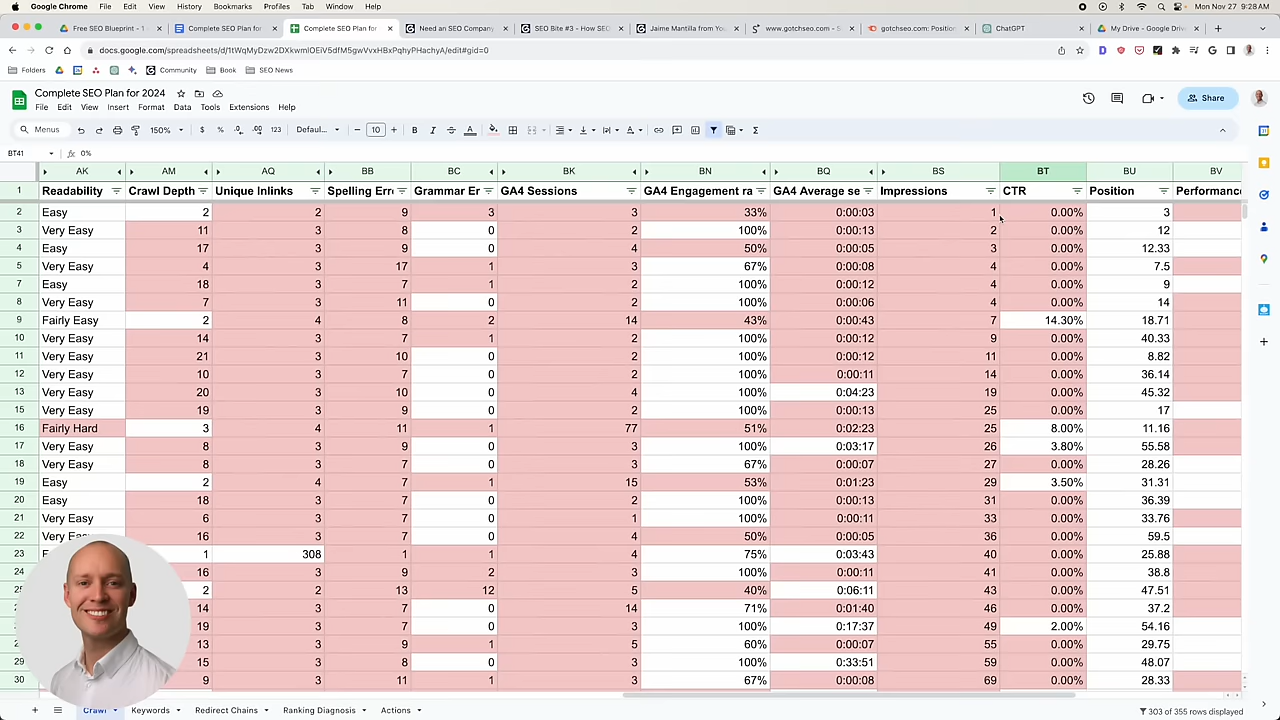 Google Chrome File Edit View History Bookmarks Profiles Tab Window Help Mon Nov 27 9:28 AM
Free SEO Blueprint - Complete SEO Plan for Complete SEO Plan for Need an SEO Company SEO Bite #3 - How SEO Jaime Mantilla from You www.gotchseo.com - S gotchseo.com: Position ChatGPT My Drive - Google Drive
docs.google.com/spreadsheets/d/1tWqMyDzw2DXkwmIOEiV5dfM5gwVvxHBxPqhyPHachyA/edit#gid=0
Folders Community Book SEO News
Complete SEO Plan for 2024
File Edit View Insert Format Data Tools Extensions Help Share
Menus 150% $ % .0 .00 123 Defaul... 10 B I A
BT41 fx 0%
AK AM AQ BB BC BK BN BQ BS BT BU BV
1 Readability Crawl Depth Unique Inlinks Spelling Erro Grammar Er GA4 Sessions GA4 Engagement ra GA4 Average se Impressions CTR Position Performance
2 Easy 2 2 9 3 3 33% 0:00:03 1 0.00% 3
3 Very Easy 11 3 8 0 2 100% 0:00:13 2 0.00% 12
4 Easy 17 3 9 0 4 50% 0:00:05 3 0.00% 12.33
5 Very Easy 4 3 17 1 3 67% 0:00:08 4 0.00% 7.5
7 Easy 18 3 7 1 2 100% 0:00:12 4 0.00% 9
8 Very Easy 7 3 11 0 2 100% 0:00:06 4 0.00% 14
9 Fairly Easy 2 4 8 2 14 43% 0:00:43 7 14.30% 18.71
10 Very Easy 14 3 7 1 2 100% 0:00:12 9 0.00% 40.33
11 Very Easy 21 3 10 0 2 100% 0:00:12 11 0.00% 8.82
12 Very Easy 10 3 7 0 2 100% 0:00:11 14 0.00% 36.14
13 Very Easy 20 3 10 0 4 100% 0:04:23 19 0.00% 45.32
15 Very Easy 19 3 9 0 2 100% 0:00:13 25 0.00% 17
16 Fairly Hard 3 4 11 1 77 51% 0:02:23 25 8.00% 11.16
17 Very Easy 8 3 9 0 3 100% 0:03:17 26 3.80% 55.58
18 Very Easy 8 3 7 0 3 67% 0:00:07 27 0.00% 28.26
19 Easy 2 4 7 1 15 53% 0:01:23 29 3.50% 31.31
20 Easy 18 3 7 0 2 100% 0:00:13 31 0.00% 36.39
21 Very Easy 6 3 7 0 1 100% 0:00:11 33 0.00% 33.76
22 Very Easy 16 3 7 0 4 50% 0:00:05 36 0.00% 59.5
23 1 308 1 1 4 75% 0:03:43 40 0.00% 25.88
24 16 3 9 2 3 100% 0:00:11 41 0.00% 38.8
25 2 2 13 12 5 40% 0:06:11 43 0.00% 47.51
14 3 7 0 14 71% 0:01:40 46 0.00% 37.2
19 3 7 0 3 100% 0:17:37 49 2.00% 54.16
13 3 9 1 5 60% 0:00:07 55 0.00% 29.75
29 15 3 8 0 3 100% 0:33:51 59 0.00% 48.07
30 9 3 11 1 3 67% 0:00:08 69 0.00% 28.33
Crawl Keywords Redirect Chains Ranking Diagnosis Actions 303 of 355 rows displayed